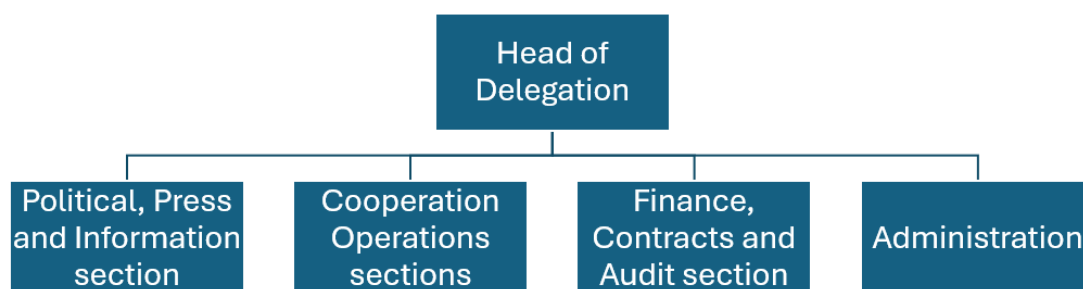 Head of
Delegation
Political, Press
and Information
section
Cooperation
Operations
sections
Finance,
Contracts and
Audit section
Administration